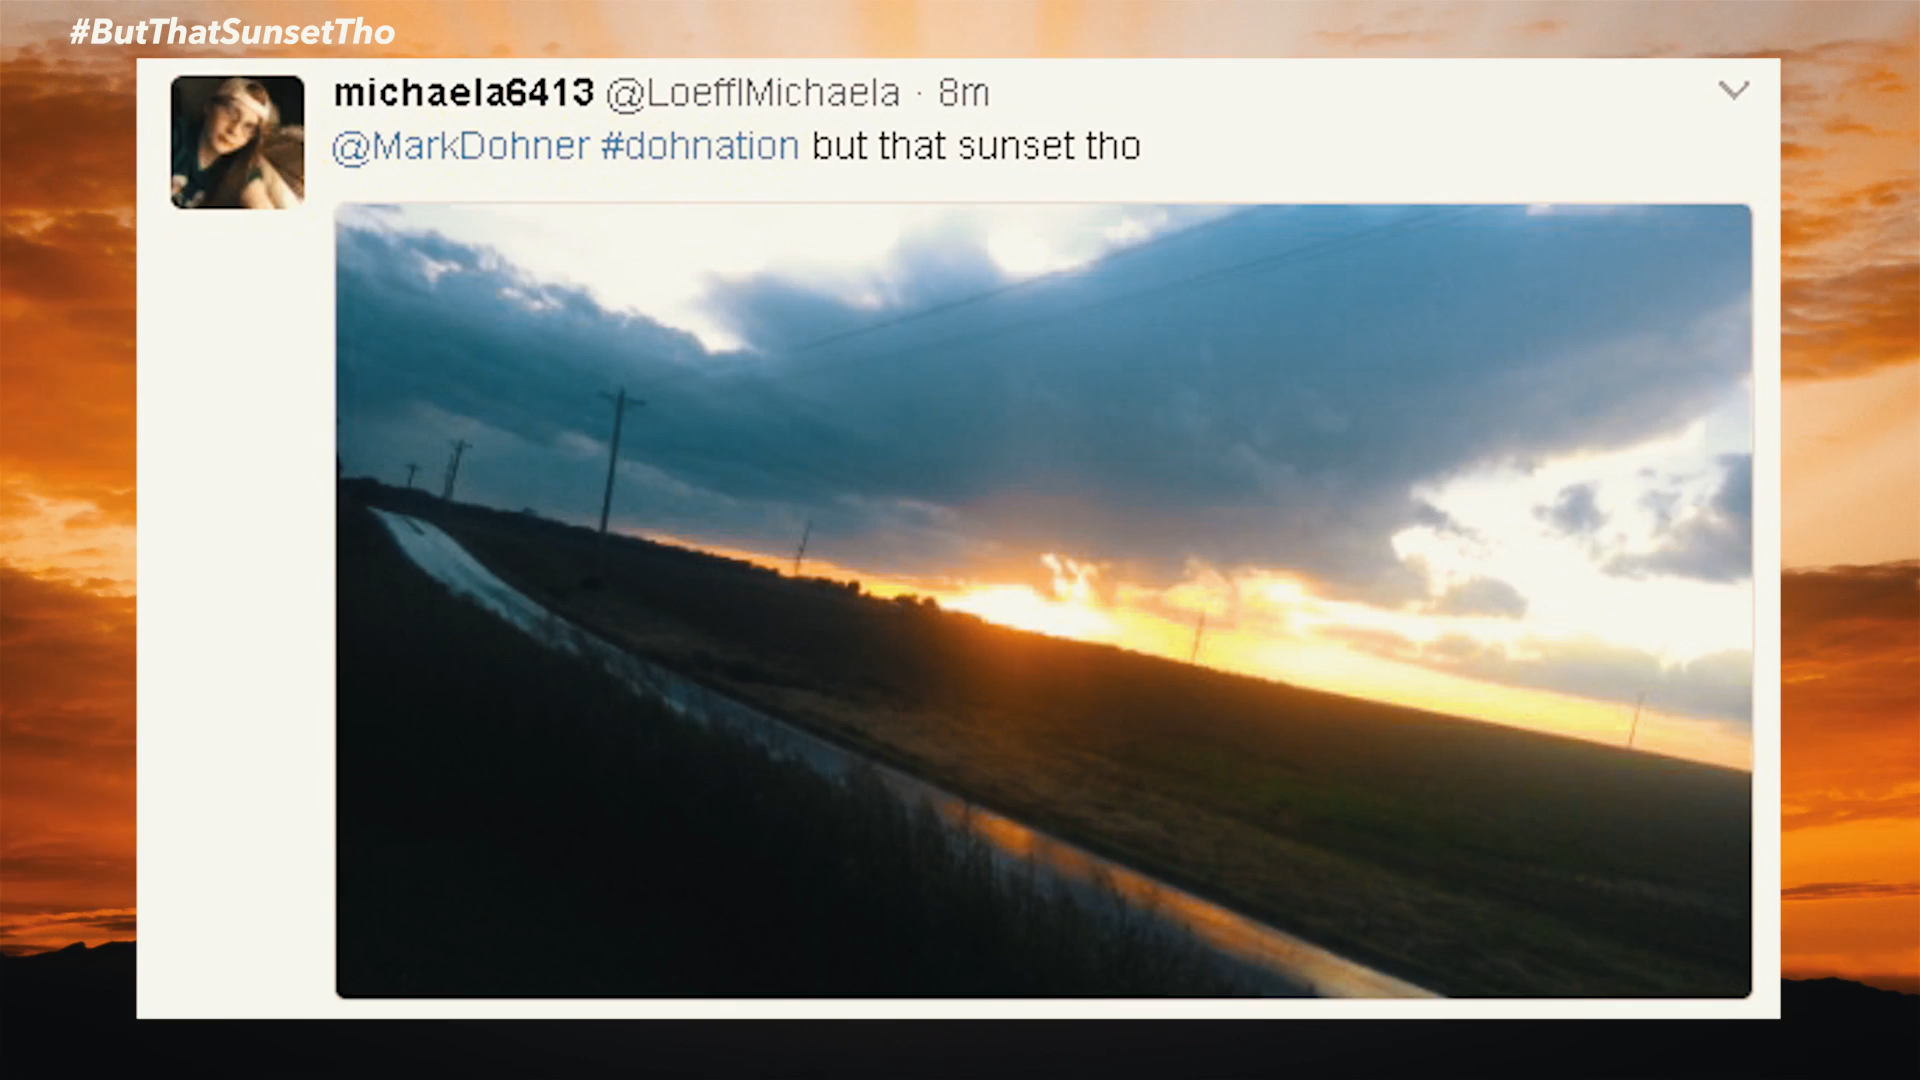 #ButThatSunsetTho
michaela6413 @LoefflMichaela · 8m
@MarkDohner #dohnation but that sunset tho